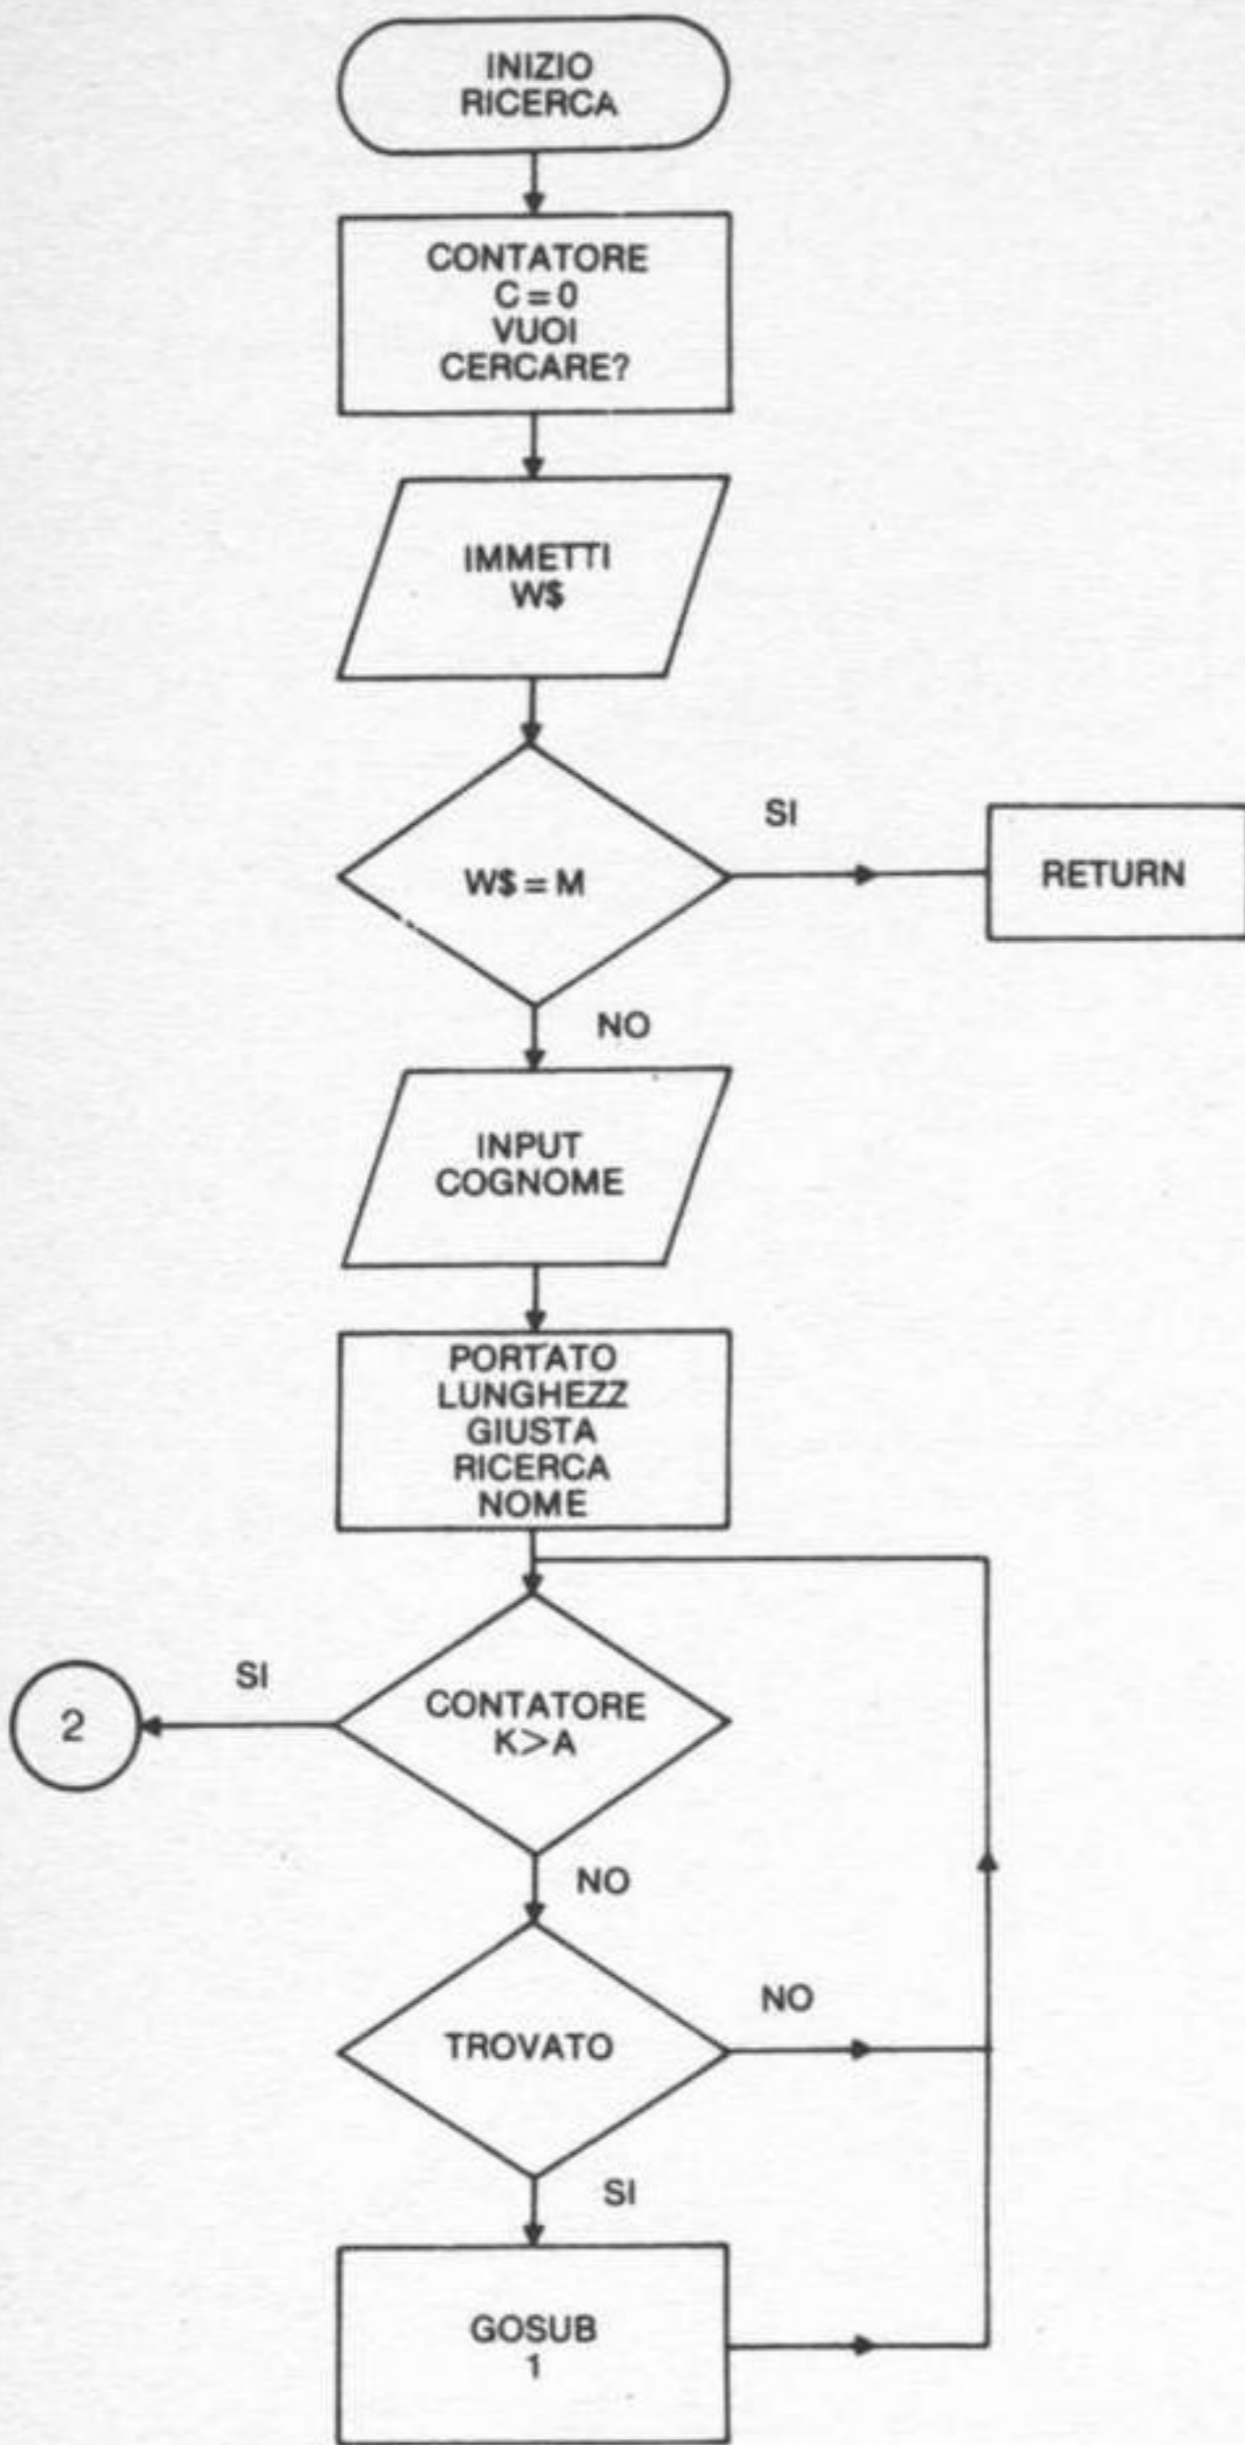 INIZIO
RICERCA
CONTATORE
C = 0
VUOI
CERCARE?
IMMETTI
W$
W$ = M
SI
RETURN
NO
INPUT
COGNOME
PORTATO
LUNGHEZZ
GIUSTA
RICERCA
NOME
CONTATORE
K>A
SI
2
NO
TROVATO
NO
SI
GOSUB
1